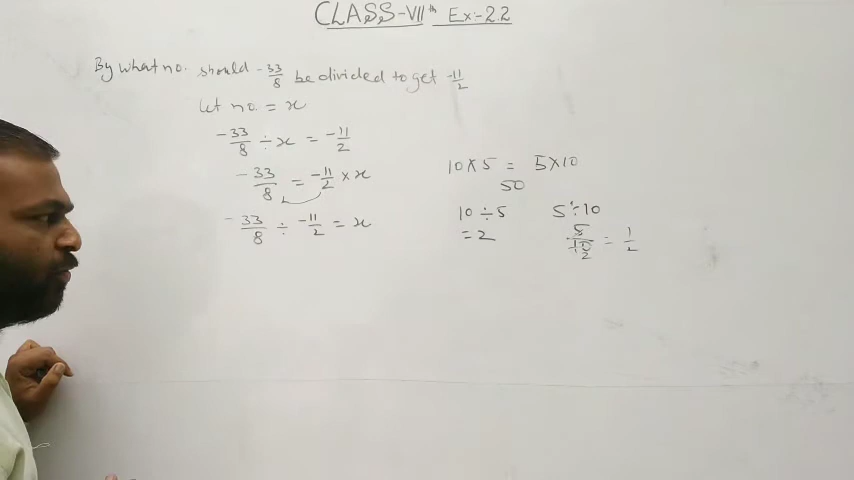 CLASS-VIIth Ex:-2.2
By what no. should -33/8 be divided to get -11/2
Let no. = x
-33/8 ÷ x = -11/2
-33/8 = -11/2 × x
-33/8 ÷ -11/2 = x
10×5 = 5×10
50
10÷5 5÷10
=2 5/10 = 1/2
2